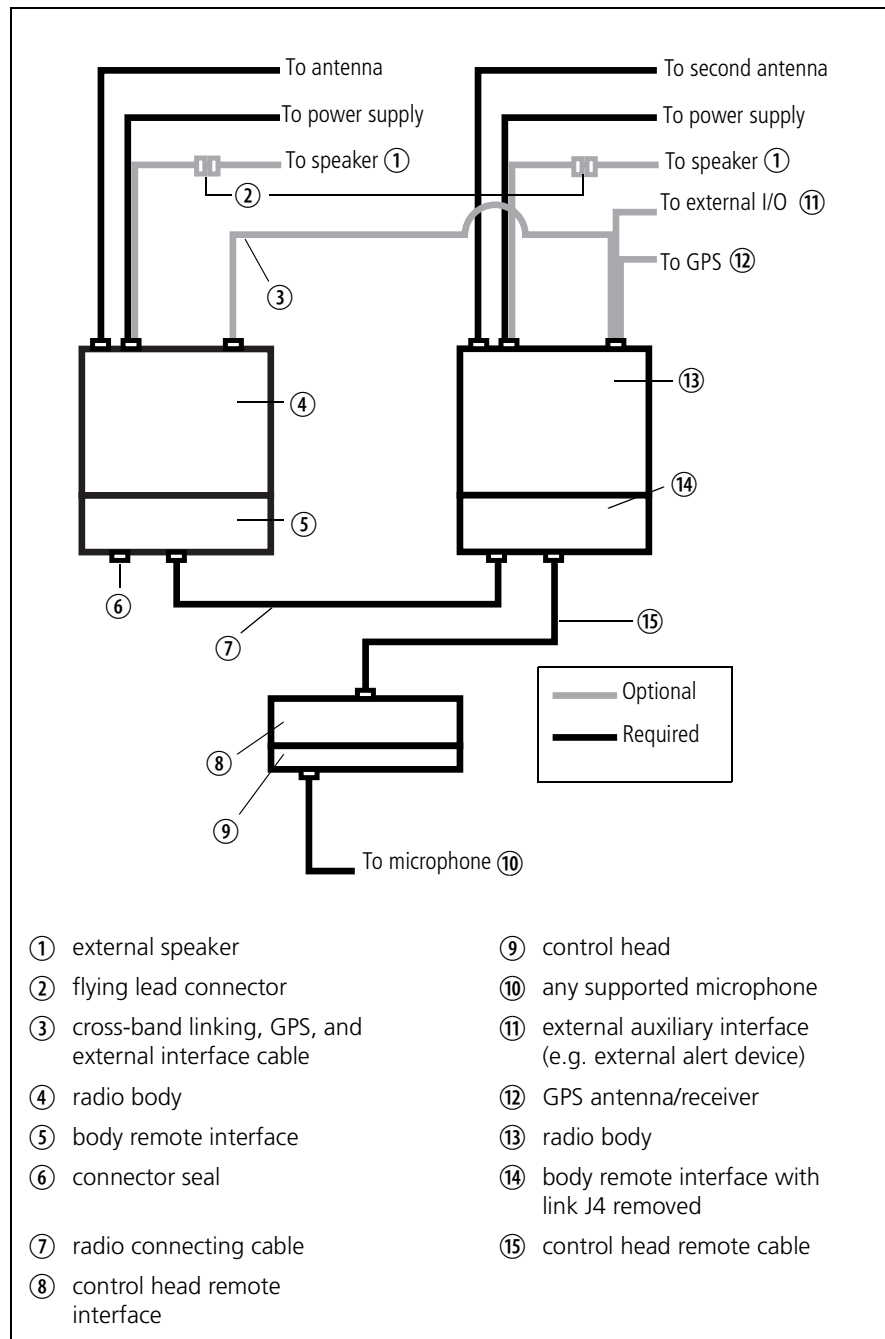 To antenna
To second antenna
To power supply
To power supply
To speaker ①
To speaker ①
②
To external I/O ⑪
To GPS ⑫
③
④
⑬
⑭
⑤
⑥
⑦
⑮
Optional
Required
⑧
⑨
To microphone ⑩
① external speaker
② flying lead connector
③ cross-band linking, GPS, and
external interface cable
④ radio body
⑤ body remote interface
⑥ connector seal
⑦ radio connecting cable
⑧ control head remote
interface
⑨ control head
⑩ any supported microphone
⑪ external auxiliary interface
(e.g. external alert device)
⑫ GPS antenna/receiver
⑬ radio body
⑭ body remote interface with
link J4 removed
⑮ control head remote cable